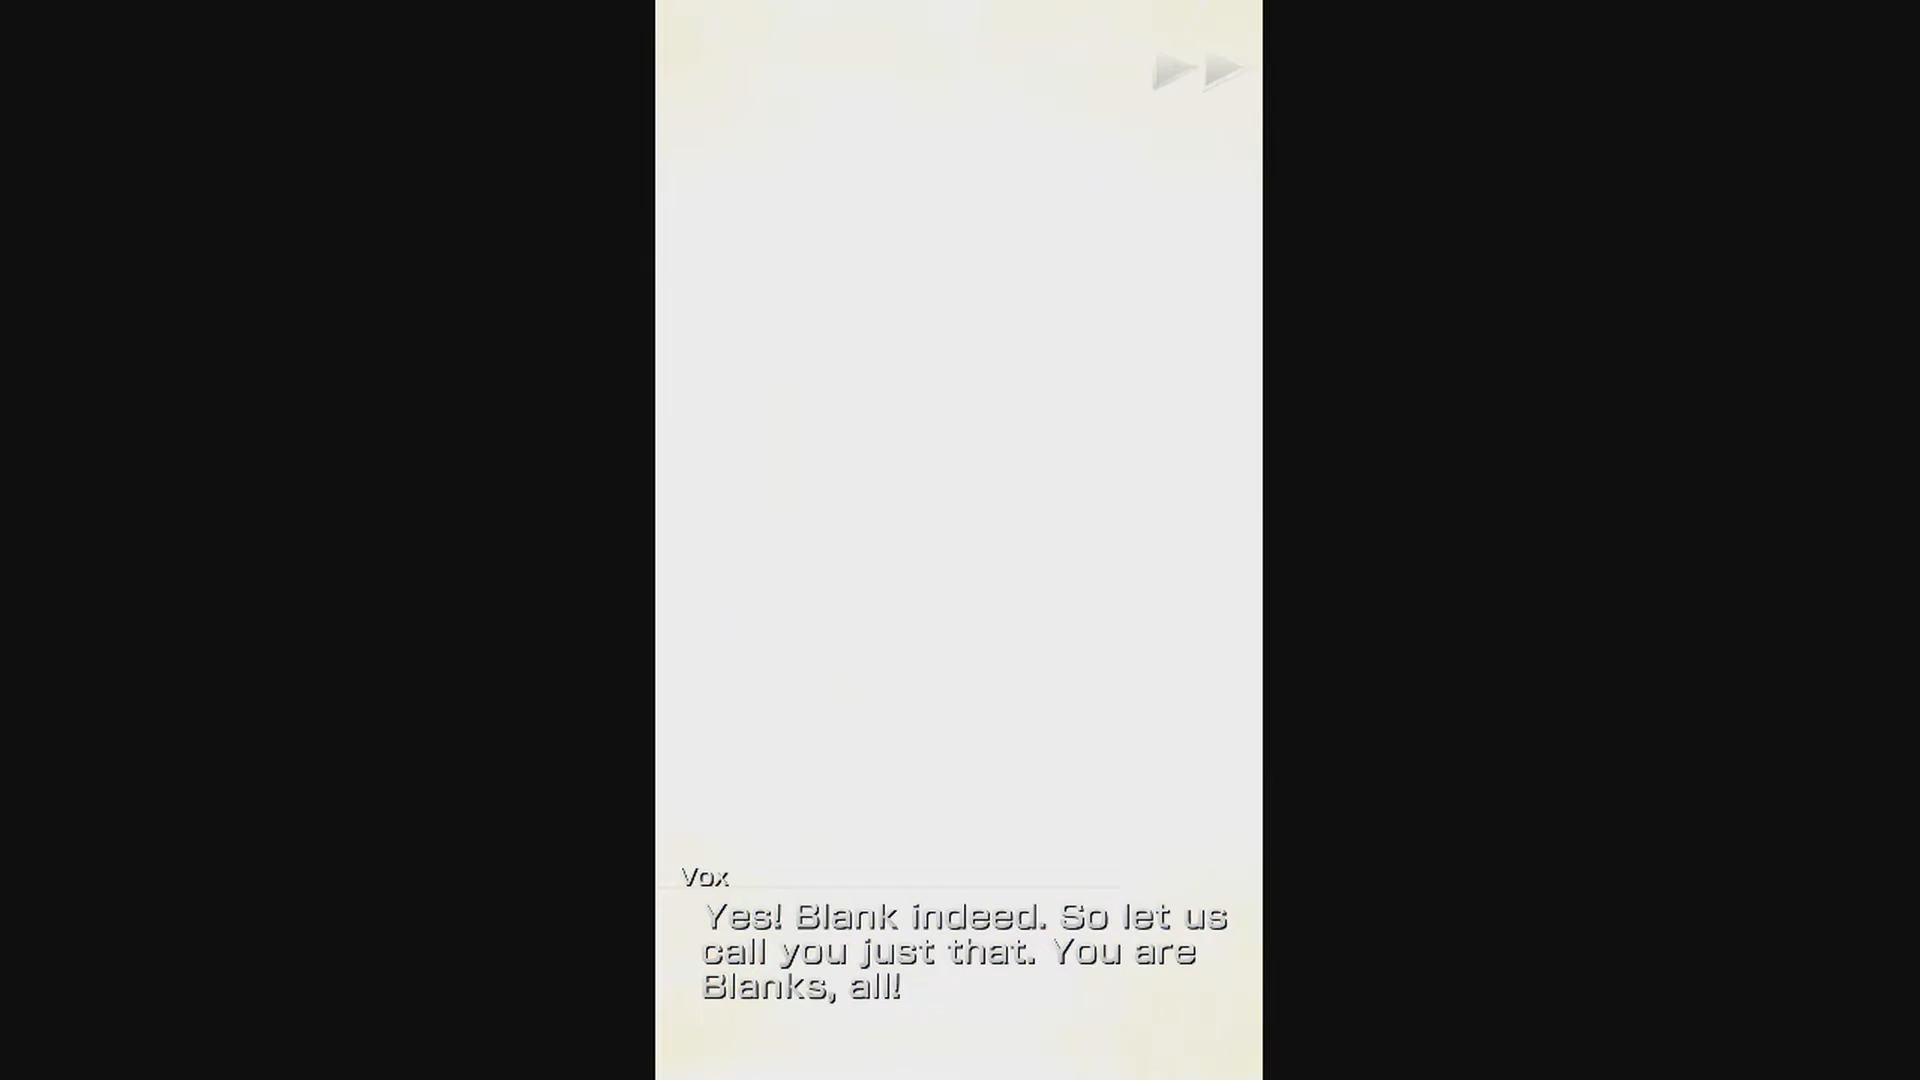 Vox
Yes! Blank indeed. So let us
call you just that. You are
Blanks, all!